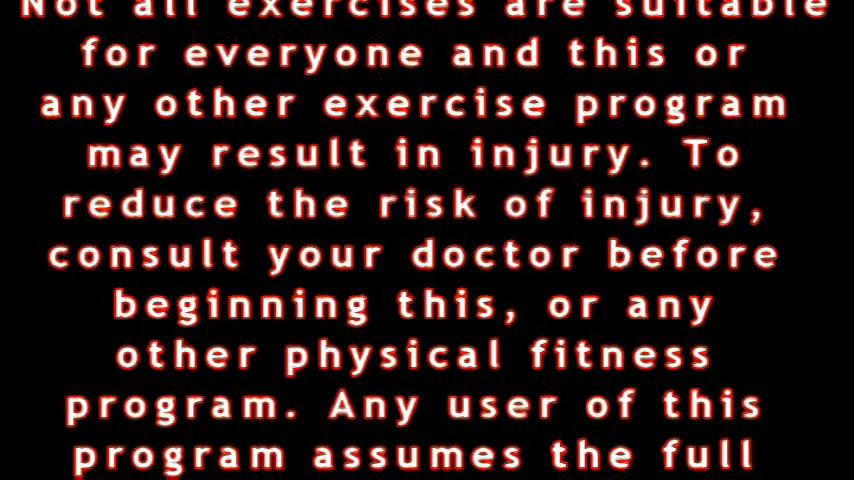 Not all exercises are suitable
for everyone and this or
any other exercise program
may result in injury. To
reduce the risk of injury,
consult your doctor before
beginning this, or any
other physical fitness
program. Any user of this
program assumes the full